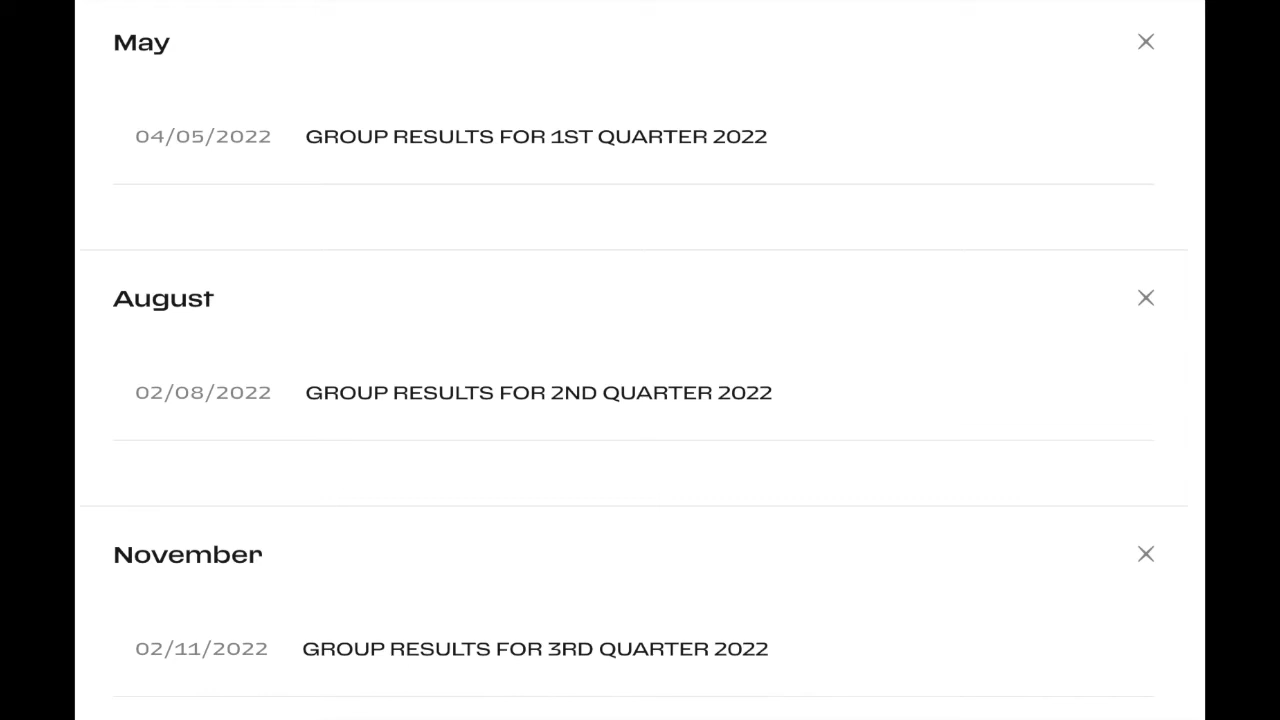 May
04/05/2022 GROUP RESULTS FOR 1ST QUARTER 2022
August
02/08/2022 GROUP RESULTS FOR 2ND QUARTER 2022
November
02/11/2022 GROUP RESULTS FOR 3RD QUARTER 2022